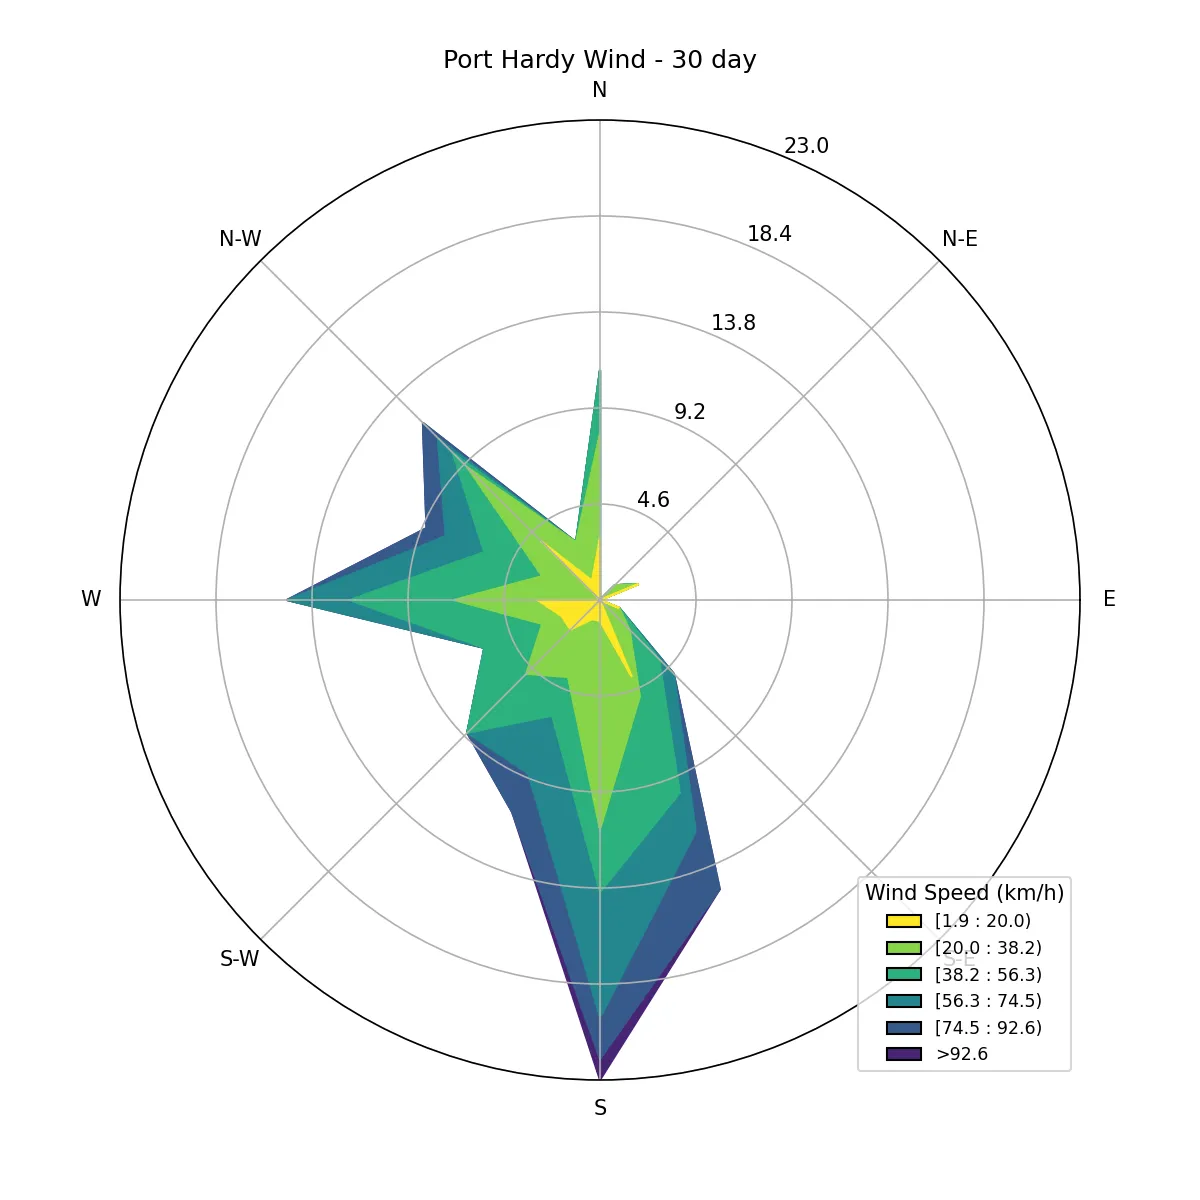 Port Hardy Wind - 30 day
N
23.0
N-W
18.4
N-E
13.8
9.2
4.6
W
E
Wind Speed (km/h)
[1.9 : 20.0)
[20.0 : 38.2)
S-W
S-E
[38.2 : 56.3)
[56.3 : 74.5)
[74.5 : 92.6)
>92.6
S